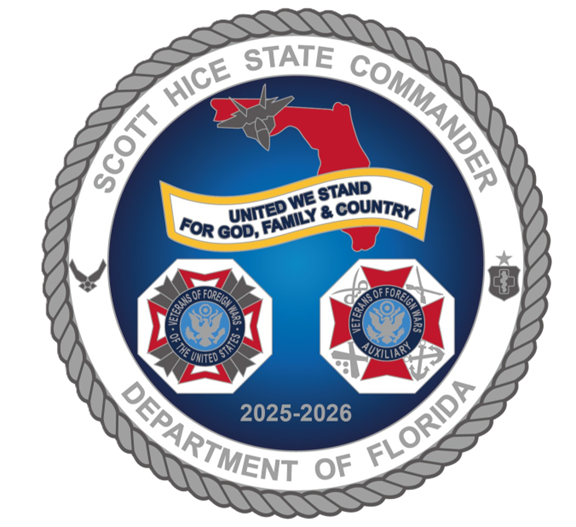 SCOTT HICE STATE COMMANDER
UNITED WE STAND
FOR GOD, FAMILY & COUNTRY
VETERANS OF FOREIGN WARS
OF THE UNITED STATES
VETERANS OF FOREIGN WARS
AUXILIARY
2025-2026
DEPARTMENT OF FLORIDA